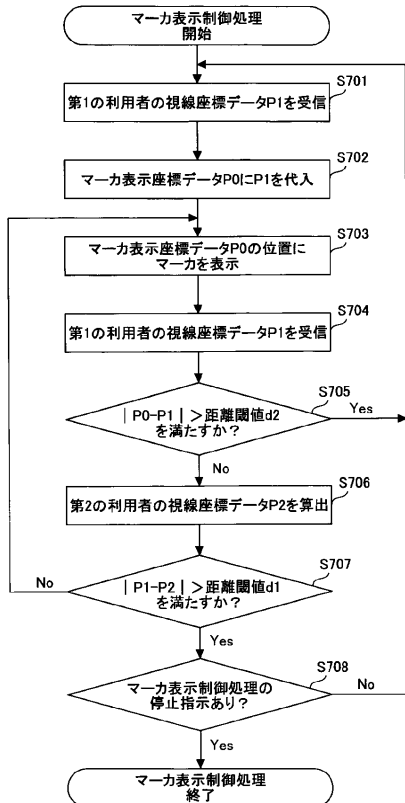 マーカ表示制御処理
開始
S701
第1の利用者の視線座標データP1を受信
S702
マーカ表示座標データP0にP1を代入
S703
マーカ表示座標データP0の位置に
マーカを表示
S704
第1の利用者の視線座標データP1を受信
S705
|P0-P1|>距離閾値d2
を満たすか?
Yes
No
S706
第2の利用者の視線座標データP2を算出
S707
|P1-P2|>距離閾値d1
を満たすか?
No
Yes
S708
マーカ表示制御処理の
停止指示あり?
No
Yes
マーカ表示制御処理
終了